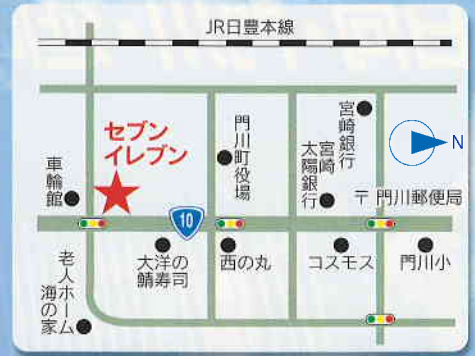 JR日豊本線
セブン
イレブン
車輪館
門川町役場
宮崎銀行
宮崎
太陽銀行
N
〒門川郵便局
10
大洋の
鯖寿司
西の丸
コスモス
門川小
老人ホーム
海の家